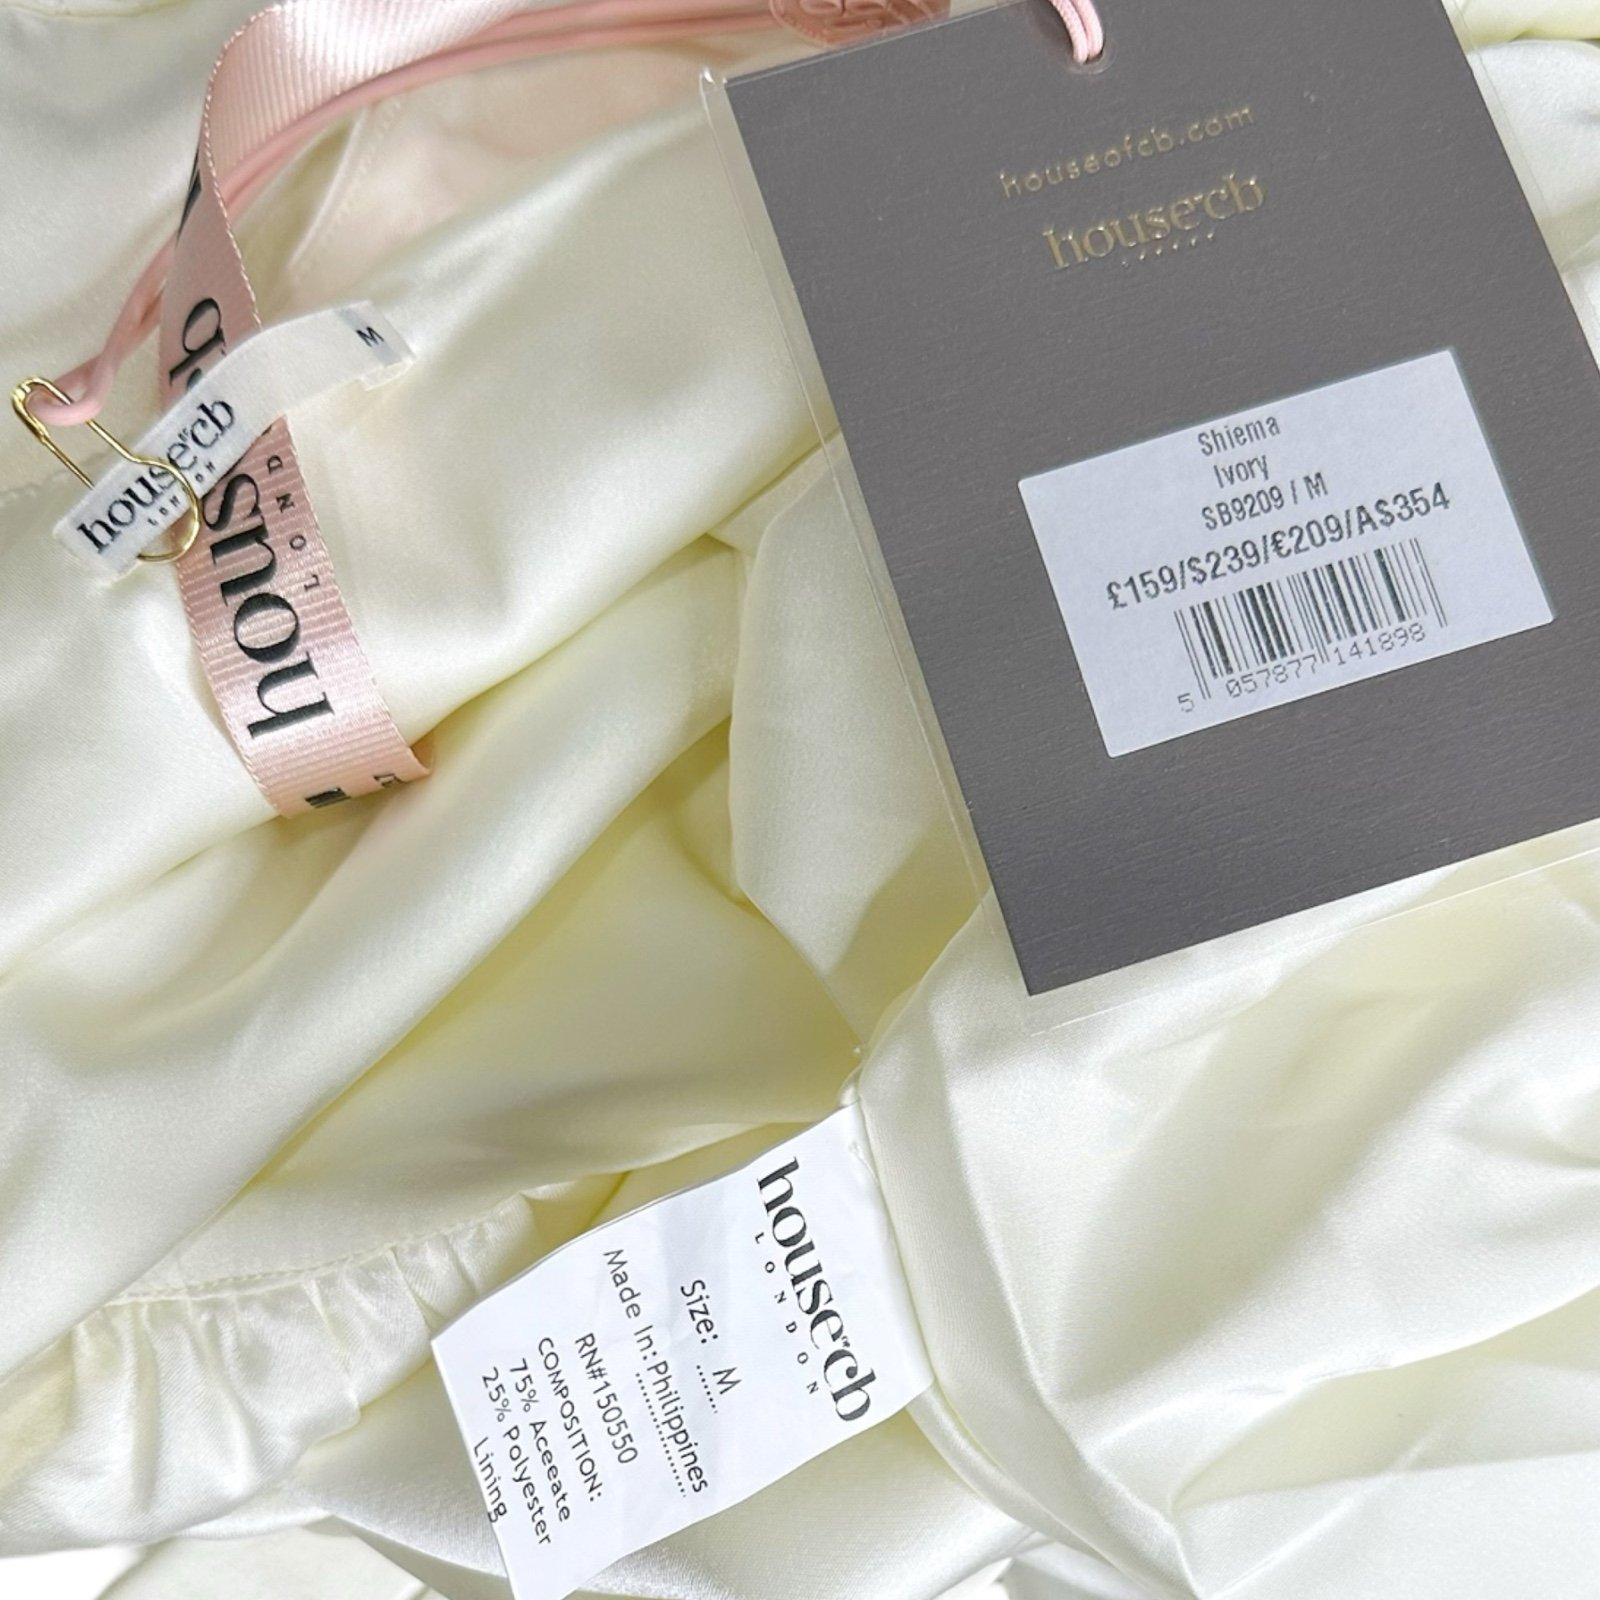 houseofcb.com
house of cb
LONDON
Shiema
Ivory
SB9209 / M
£159/$239/€209/A$354
5 057877 141898
M
house of cb
LONDON
house of cb
LOND
house of cb
LONDON
Size: M
Made In: Philippines
RN#150550
COMPOSITION:
75% Aceeate
25% Polyester
Lining